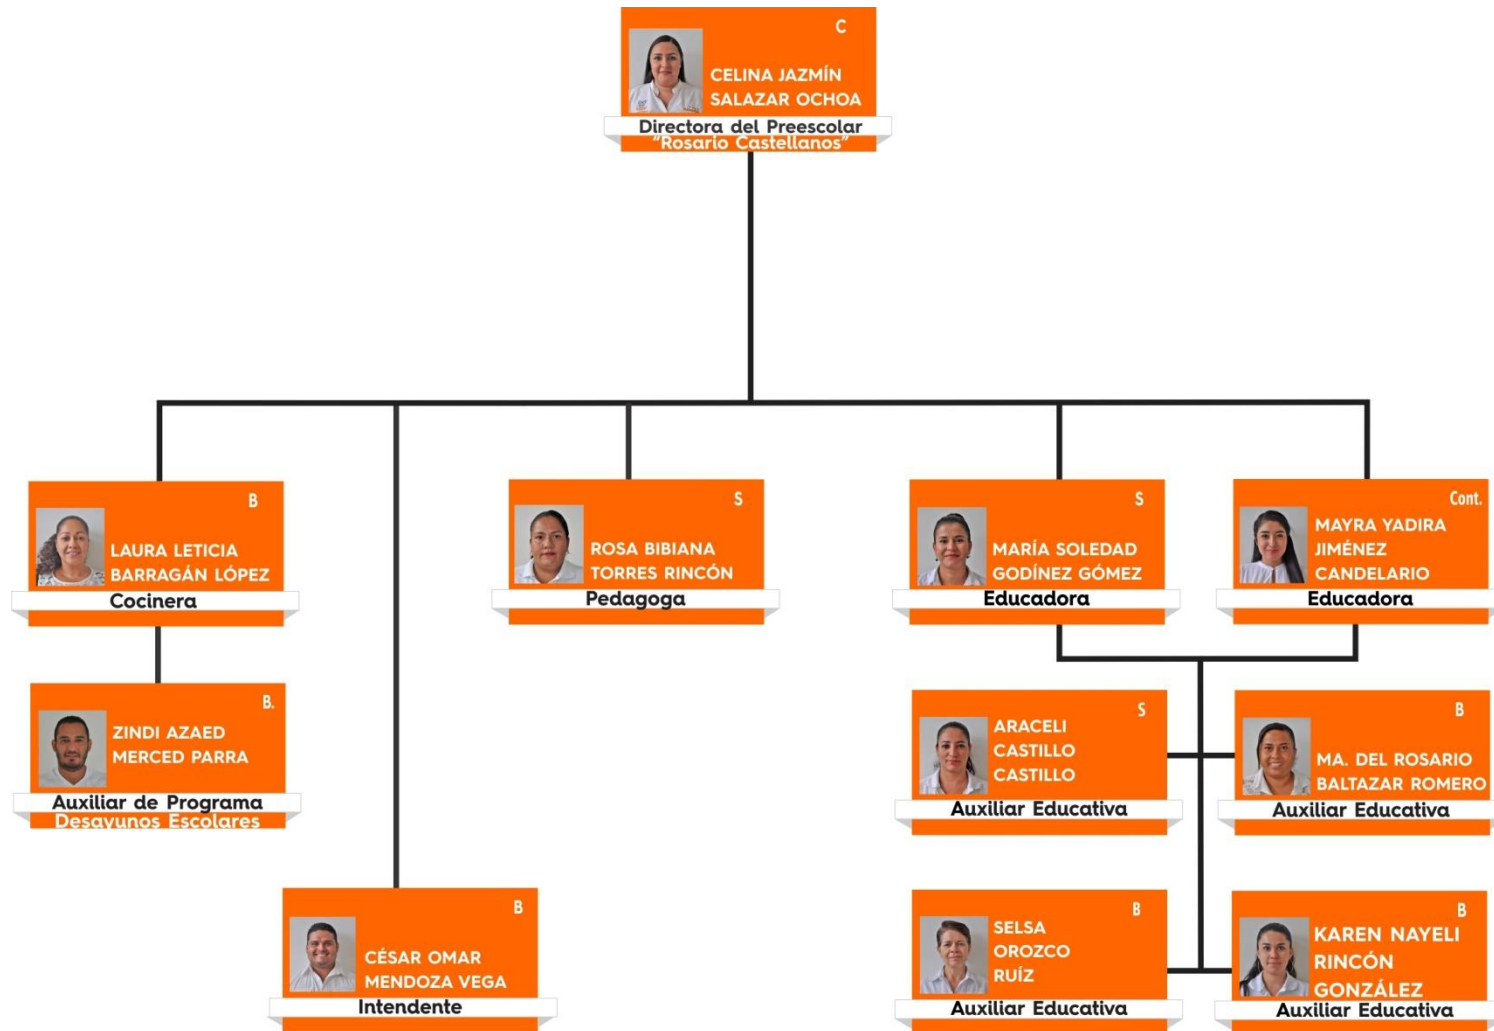 C
CELINA JAZMÍN
SALAZAR OCHOA
Directora del Preescolar
"Rosario Castellanos"
B
LAURA LETICIA
BARRAGÁN LÓPEZ
Cocinera
S
ROSA BIBIANA
TORRES RINCÓN
Pedagoga
S
MARÍA SOLEDAD
GODÍNEZ GÓMEZ
Educadora
Cont.
MAYRA YADIRA
JIMÉNEZ
CANDELARIO
Educadora
B.
ZINDI AZAED
MERCED PARRA
Auxiliar de Programa
Desayunos Escolares
S
ARACELI
CASTILLO
CASTILLO
Auxiliar Educativa
B
MA. DEL ROSARIO
BALTAZAR ROMERO
Auxiliar Educativa
B
CÉSAR OMAR
MENDOZA VEGA
Intendente
B
SELSA
OROZCO
RUÍZ
Auxiliar Educativa
B
KAREN NAYELI
RINCÓN
GONZÁLEZ
Auxiliar Educativa